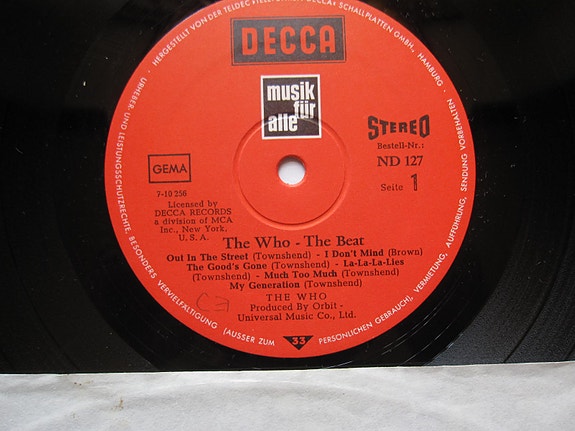 HERGESTELLT VON DER TELDEC
SCHALLPATTEN GMBH., HAMBURG
URHEBER- UND LEISTUNGSSCHUTZRECHTE, BESONDERS VERVIELFÄLTIGUNG (AUSSER ZUM
PERSÖNLICHEN GEBRAUCH), VERMIETUNG, AUFFÜHRUNG, SENDUNG VORBEHALTEN
DECCA
musik
für
alle
STEREO
Bestell-Nr.:
ND 127
Seite 1
GEMA
7-10 256
Licensed by
DECCA RECORDS
a division of MCA
Inc., New York,
U. S. A.
The Who - The Beat
Out In The Street (Townshend) - I Don't Mind (Brown)
The Good's Gone (Townshend) - La-La-La-Lies
(Townshend) - Much Too Much (Townshend)
My Generation (Townshend)
THE WHO
Produced By Orbit -
Universal Music Co., Ltd.
33